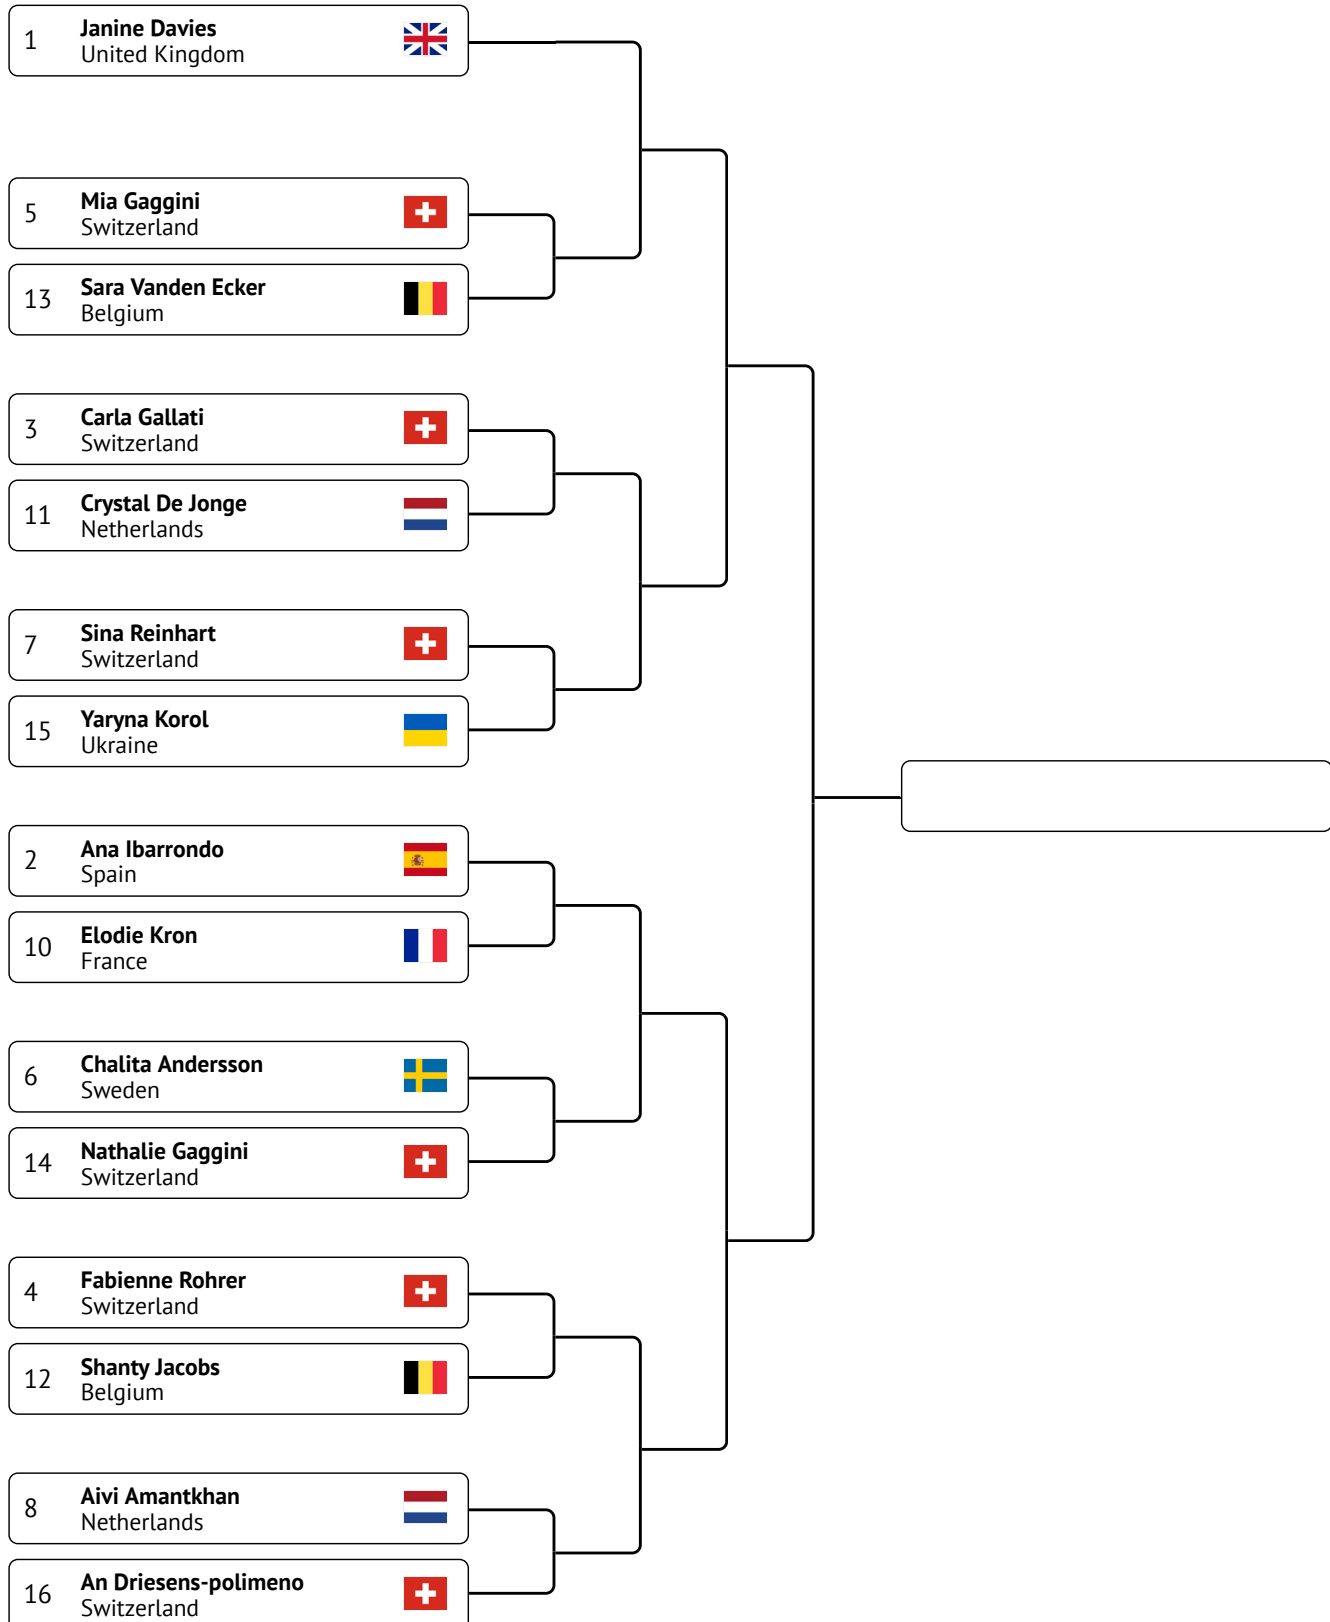 1
Janine Davies
United Kingdom
5
Mia Gaggini
Switzerland
13
Sara Vanden Ecker
Belgium
3
Carla Gallati
Switzerland
11
Crystal De Jonge
Netherlands
7
Sina Reinhart
Switzerland
15
Yaryna Korol
Ukraine
2
Ana Ibarrondo
Spain
10
Elodie Kron
France
6
Chalita Andersson
Sweden
14
Nathalie Gaggini
Switzerland
4
Fabienne Rohrer
Switzerland
12
Shanty Jacobs
Belgium
8
Aivi Amantkhan
Netherlands
16
An Driesens-polimeno
Switzerland